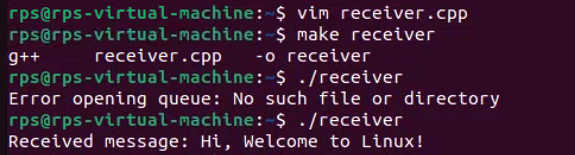 rps@rps-virtual-machine:~$ vim receiver.cpp
rps@rps-virtual-machine:~$ make receiver
g++     receiver.cpp   -o receiver
rps@rps-virtual-machine:~$ ./receiver
Error opening queue: No such file or directory
rps@rps-virtual-machine:~$ ./receiver
Received message: Hi, Welcome to Linux!